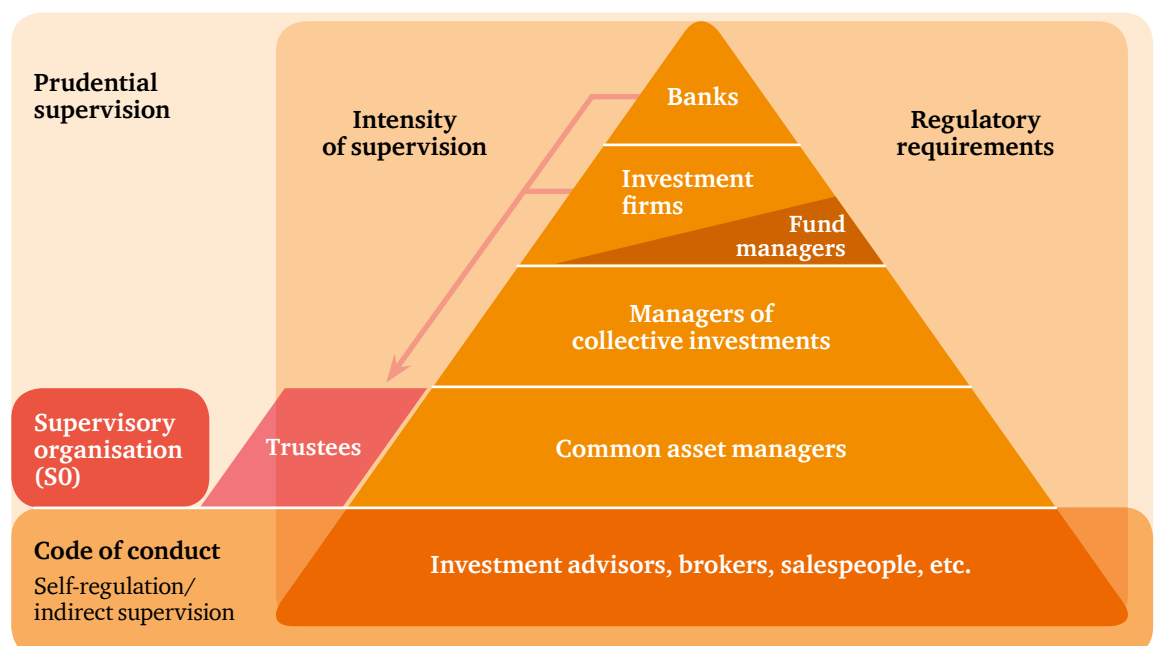 Prudential
supervision
Intensity
of supervision
Banks
Regulatory
requirements
Investment
firms
Fund
managers
Managers of
collective investments
Supervisory
organisation
(SO)
Trustees
Common asset managers
Code of conduct
Self-regulation/
indirect supervision
Investment advisors, brokers, salespeople, etc.